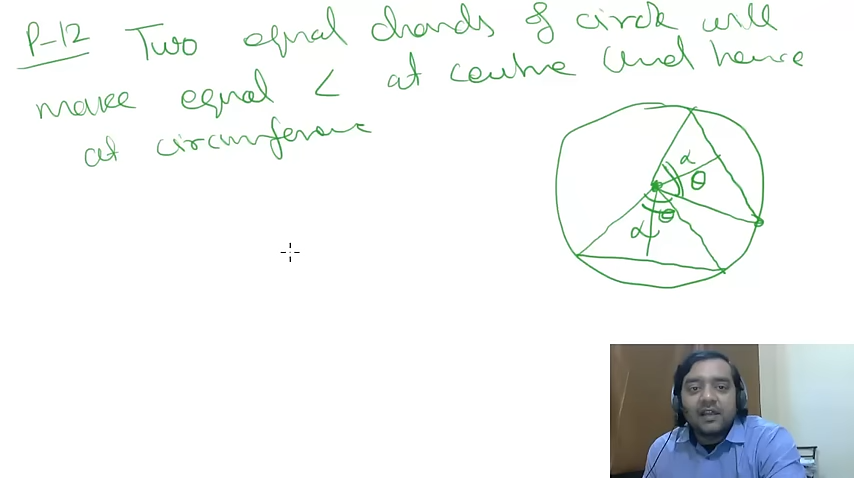 P-12 Two equal chords of circle will
make equal < at centre (and hence
at circumference
α
θ
θ
α